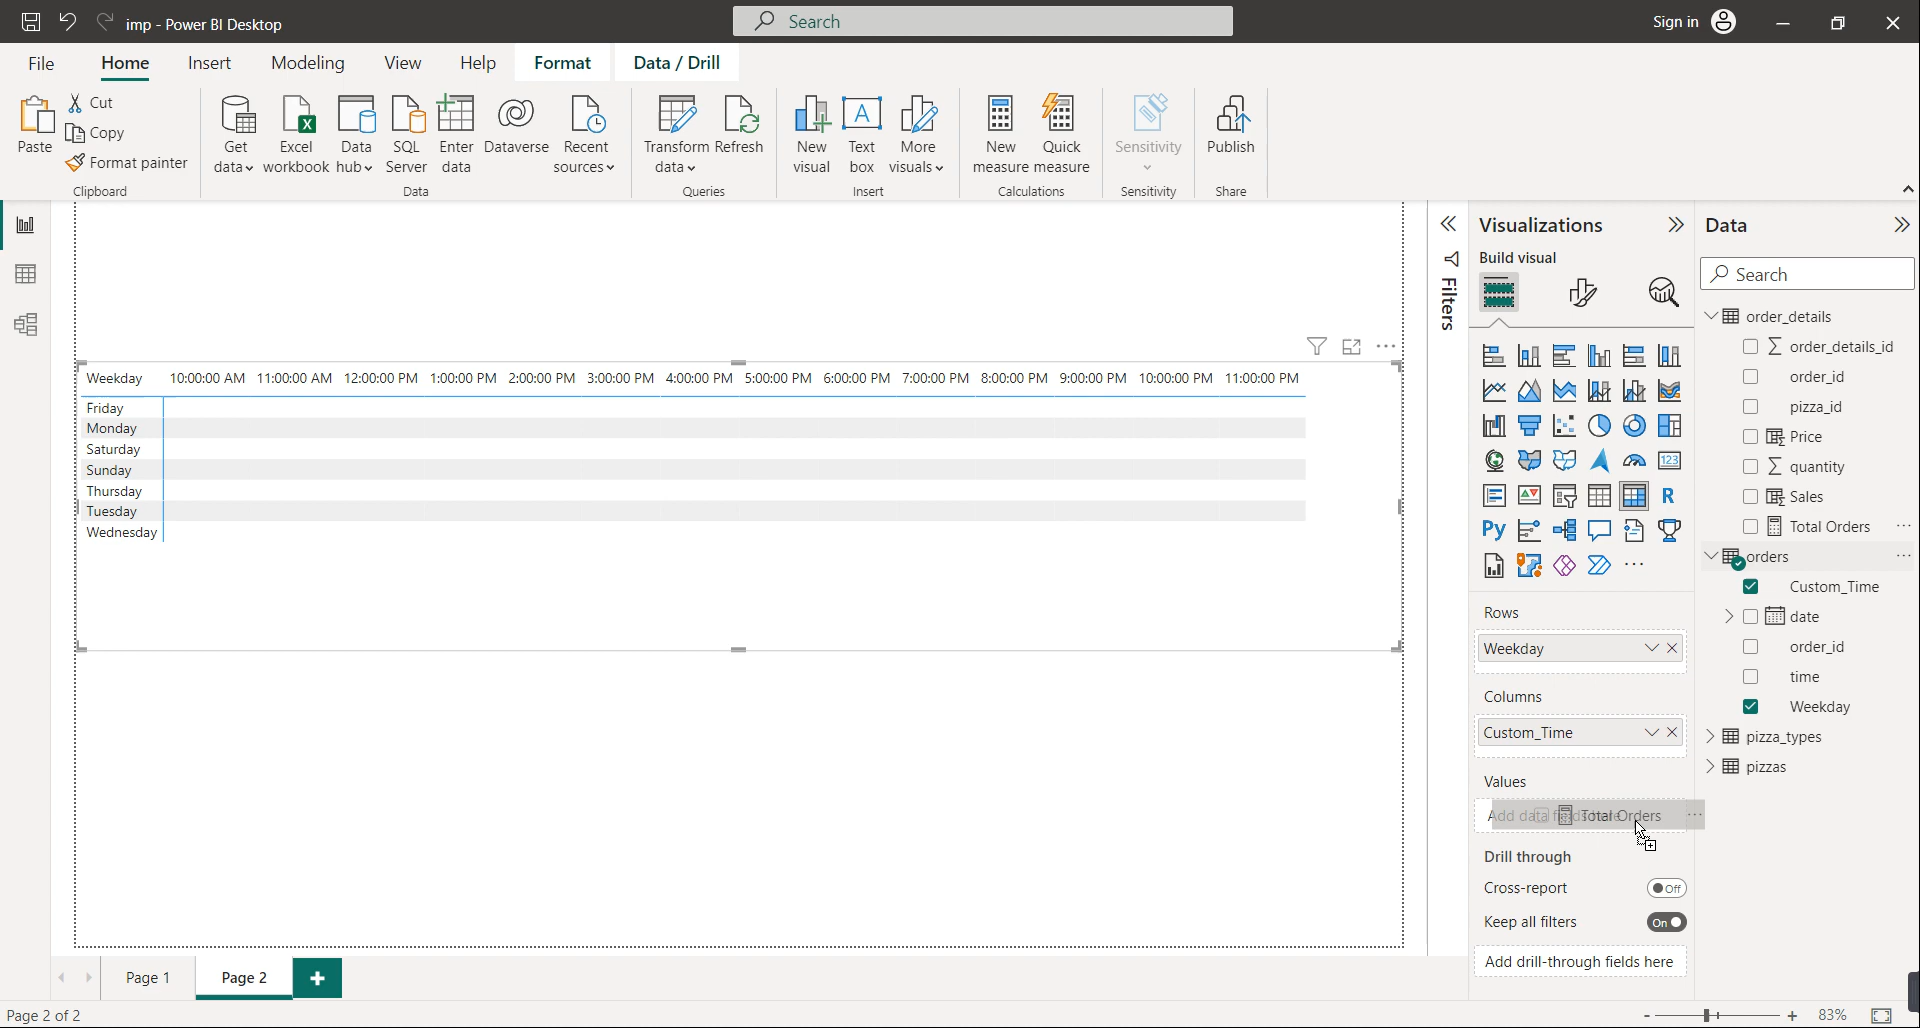 imp - Power BI Desktop
Search
Sign in
File Home Insert Modeling View Help Format Data / Drill
Paste
Cut
Copy
Format painter
Clipboard
Get data
Excel workbook
Data hub
SQL Server
Enter data
Dataverse
Recent sources
Data
Transform data
Refresh
Queries
New visual
A
Text box
More visuals
Insert
New measure
Quick measure
Calculations
Sensitivity
Sensitivity
Publish
Share
Weekday 10:00:00 AM 11:00:00 AM 12:00:00 PM 1:00:00 PM 2:00:00 PM 3:00:00 PM 4:00:00 PM 5:00:00 PM 6:00:00 PM 7:00:00 PM 8:00:00 PM 9:00:00 PM 10:00:00 PM 11:00:00 PM
Friday
Monday
Saturday
Sunday
Thursday
Tuesday
Wednesday
Filters
Visualizations
Build visual
123
R
Py
Rows
Weekday
Columns
Custom_Time
Values
Add data fields here
Total Orders
Drill through
Cross-report
Off
Keep all filters
On
Add drill-through fields here
Data
Search
order_details
order_details_id
order_id
pizza_id
Price
quantity
Sales
Total Orders
orders
Custom_Time
date
order_id
time
Weekday
pizza_types
pizzas
Page 1
Page 2
Page 2 of 2
83%